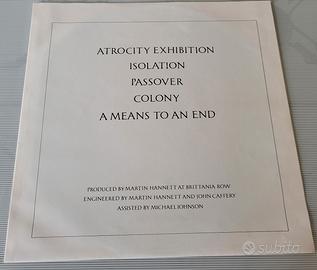 ATROCITY EXHIBITION
ISOLATION
PASSOVER
COLONY
A MEANS TO AN END
PRODUCED BY MARTIN HANNETT AT BRITTANIA ROW
ENGINEERED BY MARTIN HANNETT AND JOHN CAFFERY
ASSISTED BY MICHAEL JOHNSON
subito